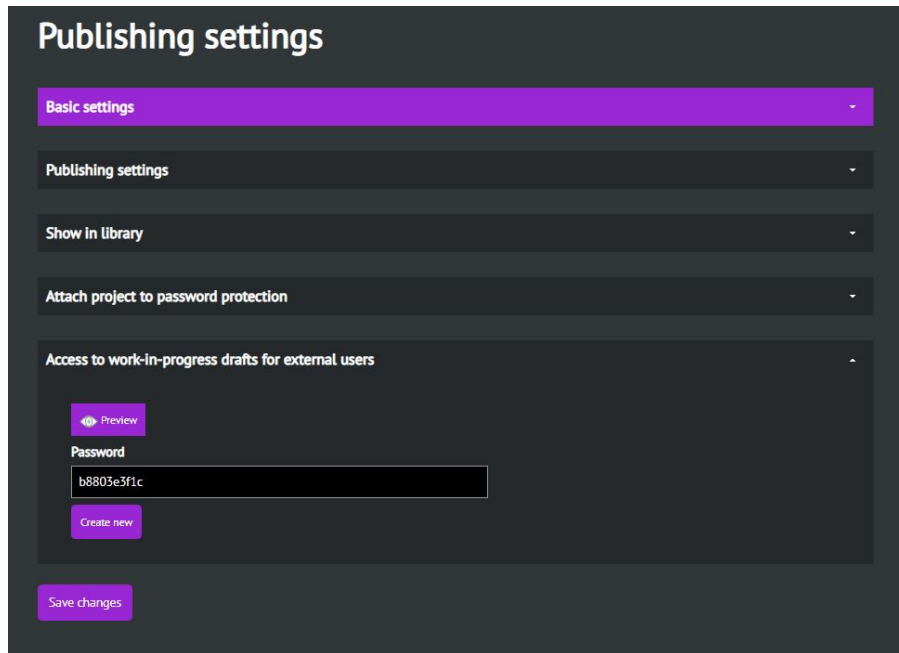 Publishing settings
Basic settings
Publishing settings
Show in library
Attach project to password protection
Access to work-in-progress drafts for external users
Preview
Password
b8803e3f1c
Create new
Save changes